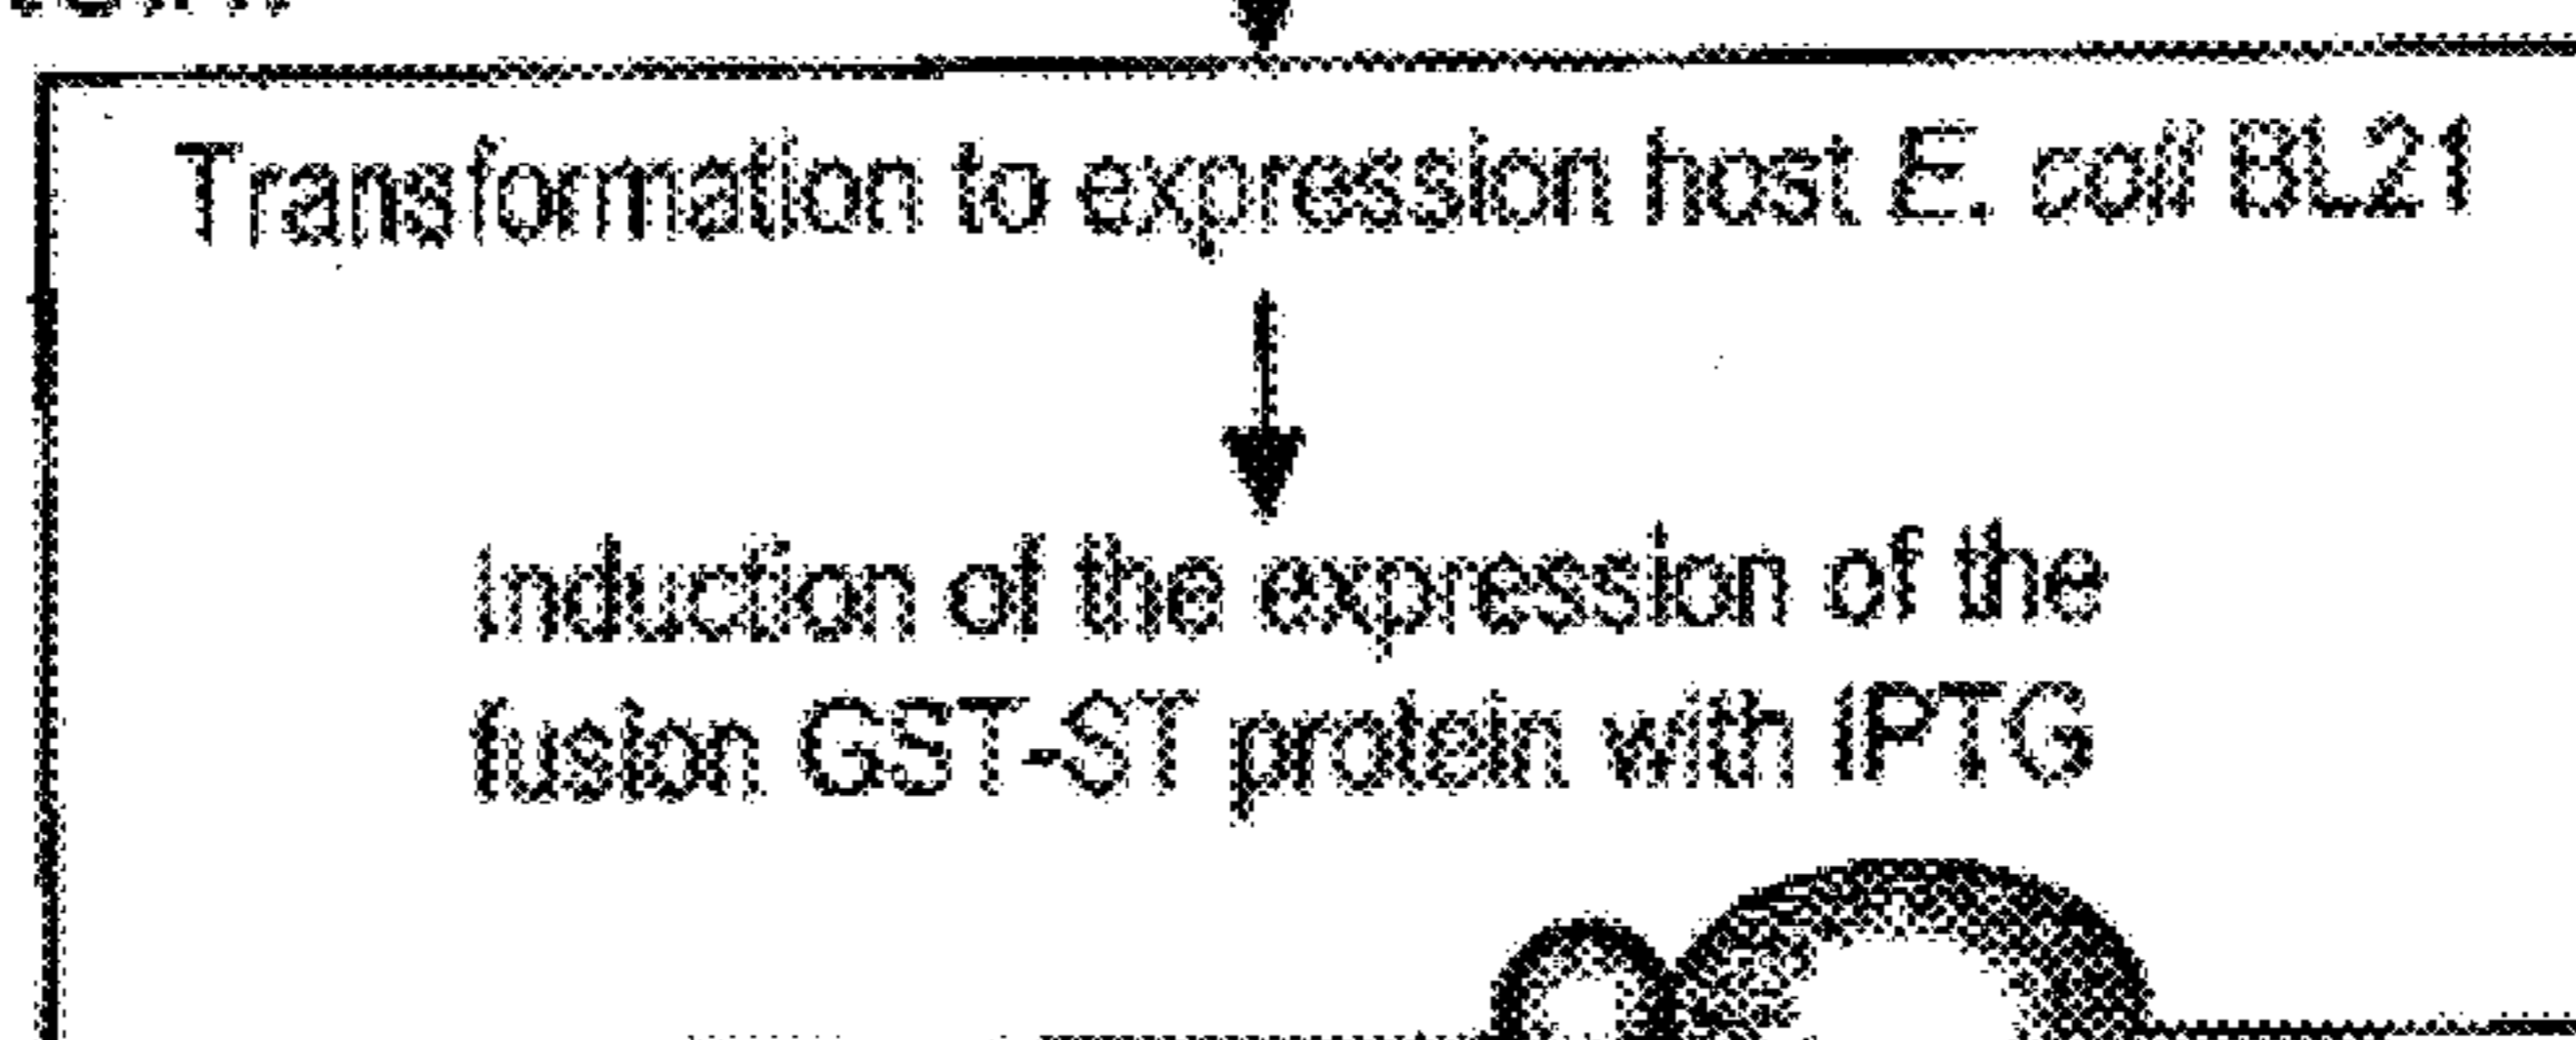 Transformation to expression host E. coli BL21
Induction of the expression of the
fusion GST-ST protein with IPTG